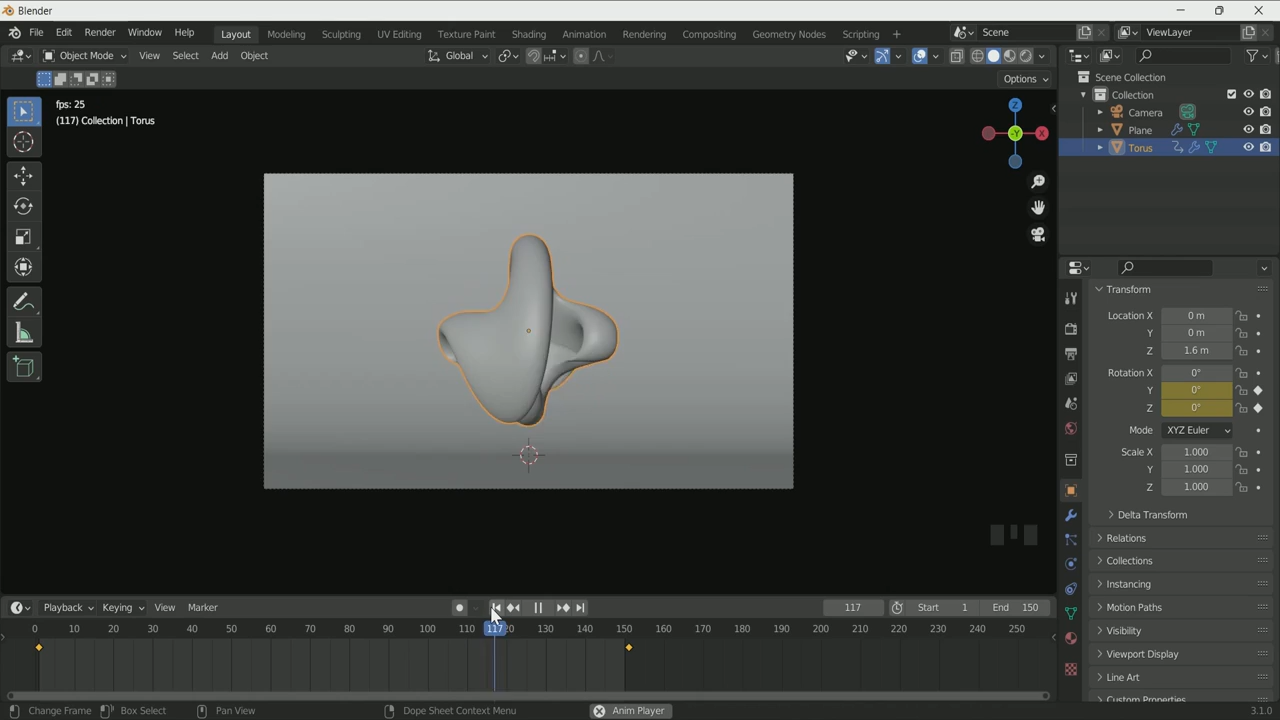 Blender
File Edit Render Window Help Layout Modeling Sculpting UV Editing Texture Paint Shading Animation Rendering Compositing Geometry Nodes Scripting + Scene ViewLayer
Object Mode View Select Add Object Global
Options
fps: 25
(117) Collection | Torus
Z
X
-Y
Scene Collection
Collection
Camera
Plane
Torus
Transform
Location X 0 m
Y 0 m
Z 1.6 m
Rotation X 0°
Y 0°
Z 0°
Mode XYZ Euler
Scale X 1.000
Y 1.000
Z 1.000
Delta Transform
Relations
Collections
Instancing
Motion Paths
Visibility
Viewport Display
Line Art
Custom Properties
Playback Keying View Marker 117 Start 1 End 150
0 10 20 30 40 50 60 70 80 90 100 110 117 20 130 140 150 160 170 180 190 200 210 220 230 240 250
Change Frame Box Select Pan View Dope Sheet Context Menu Anim Player 3.1.0